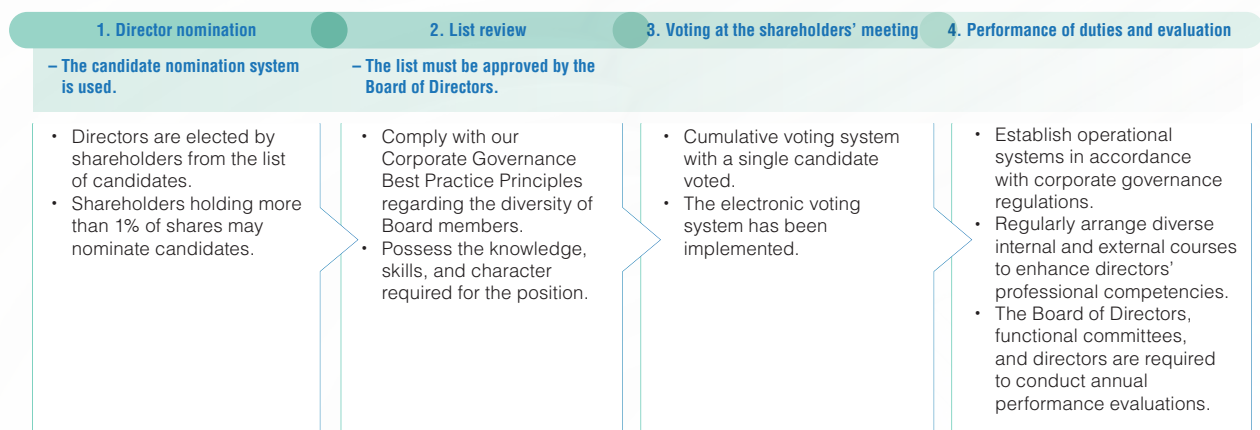 1. Director nomination
2. List review
3. Voting at the shareholders’ meeting
4. Performance of duties and evaluation
– The candidate nomination system
is used.
– The list must be approved by the
Board of Directors.
• Directors are elected by
shareholders from the list
of candidates.
• Shareholders holding more
than 1% of shares may
nominate candidates.
• Comply with our
Corporate Governance
Best Practice Principles
regarding the diversity of
Board members.
• Possess the knowledge,
skills, and character
required for the position.
• Cumulative voting system
with a single candidate
voted.
• The electronic voting
system has been
implemented.
• Establish operational
systems in accordance
with corporate governance
regulations.
• Regularly arrange diverse
internal and external courses
to enhance directors’
professional competencies.
• The Board of Directors,
functional committees,
and directors are required
to conduct annual
performance evaluations.